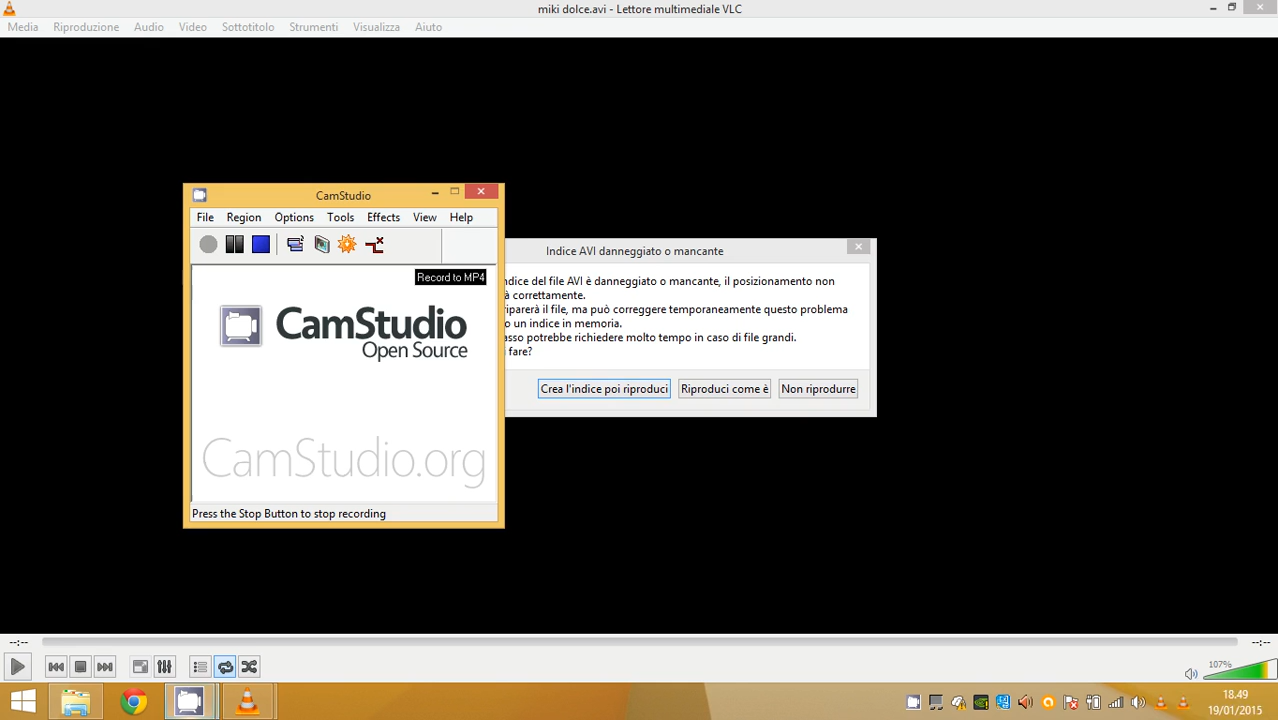 miki dolce.avi - Lettore multimediale VLC
Media Riproduzione Audio Video Sottotitolo Strumenti Visualizza Aiuto
CamStudio
File Region Options Tools Effects View Help
Record to MP4
CamStudio
Open Source
CamStudio.org
Press the Stop Button to stop recording
Indice AVI danneggiato o mancante
ndice del file AVI è danneggiato o mancante, il posizionamento non
à correttamente.
riparerà il file, ma può correggere temporaneamente questo problema
o un indice in memoria.
asso potrebbe richiedere molto tempo in caso di file grandi.
fare?
Crea l'indice poi riproduci Riproduci come è Non riprodurre
--:-- --:--
107%
18.49
19/01/2015